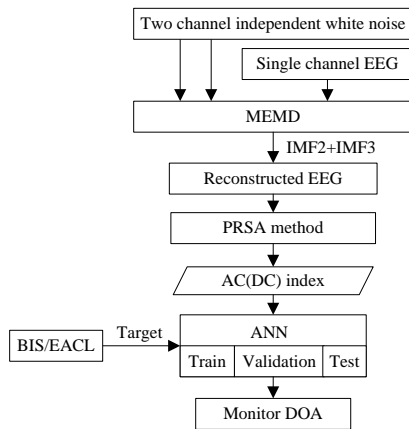 Two channel independent white noise
Single channel EEG
MEMD
IMF2+IMF3
Reconstructed EEG
PRSA method
AC(DC) index
BIS/EACL
Target
ANN
Train
Validation
Test
Monitor DOA